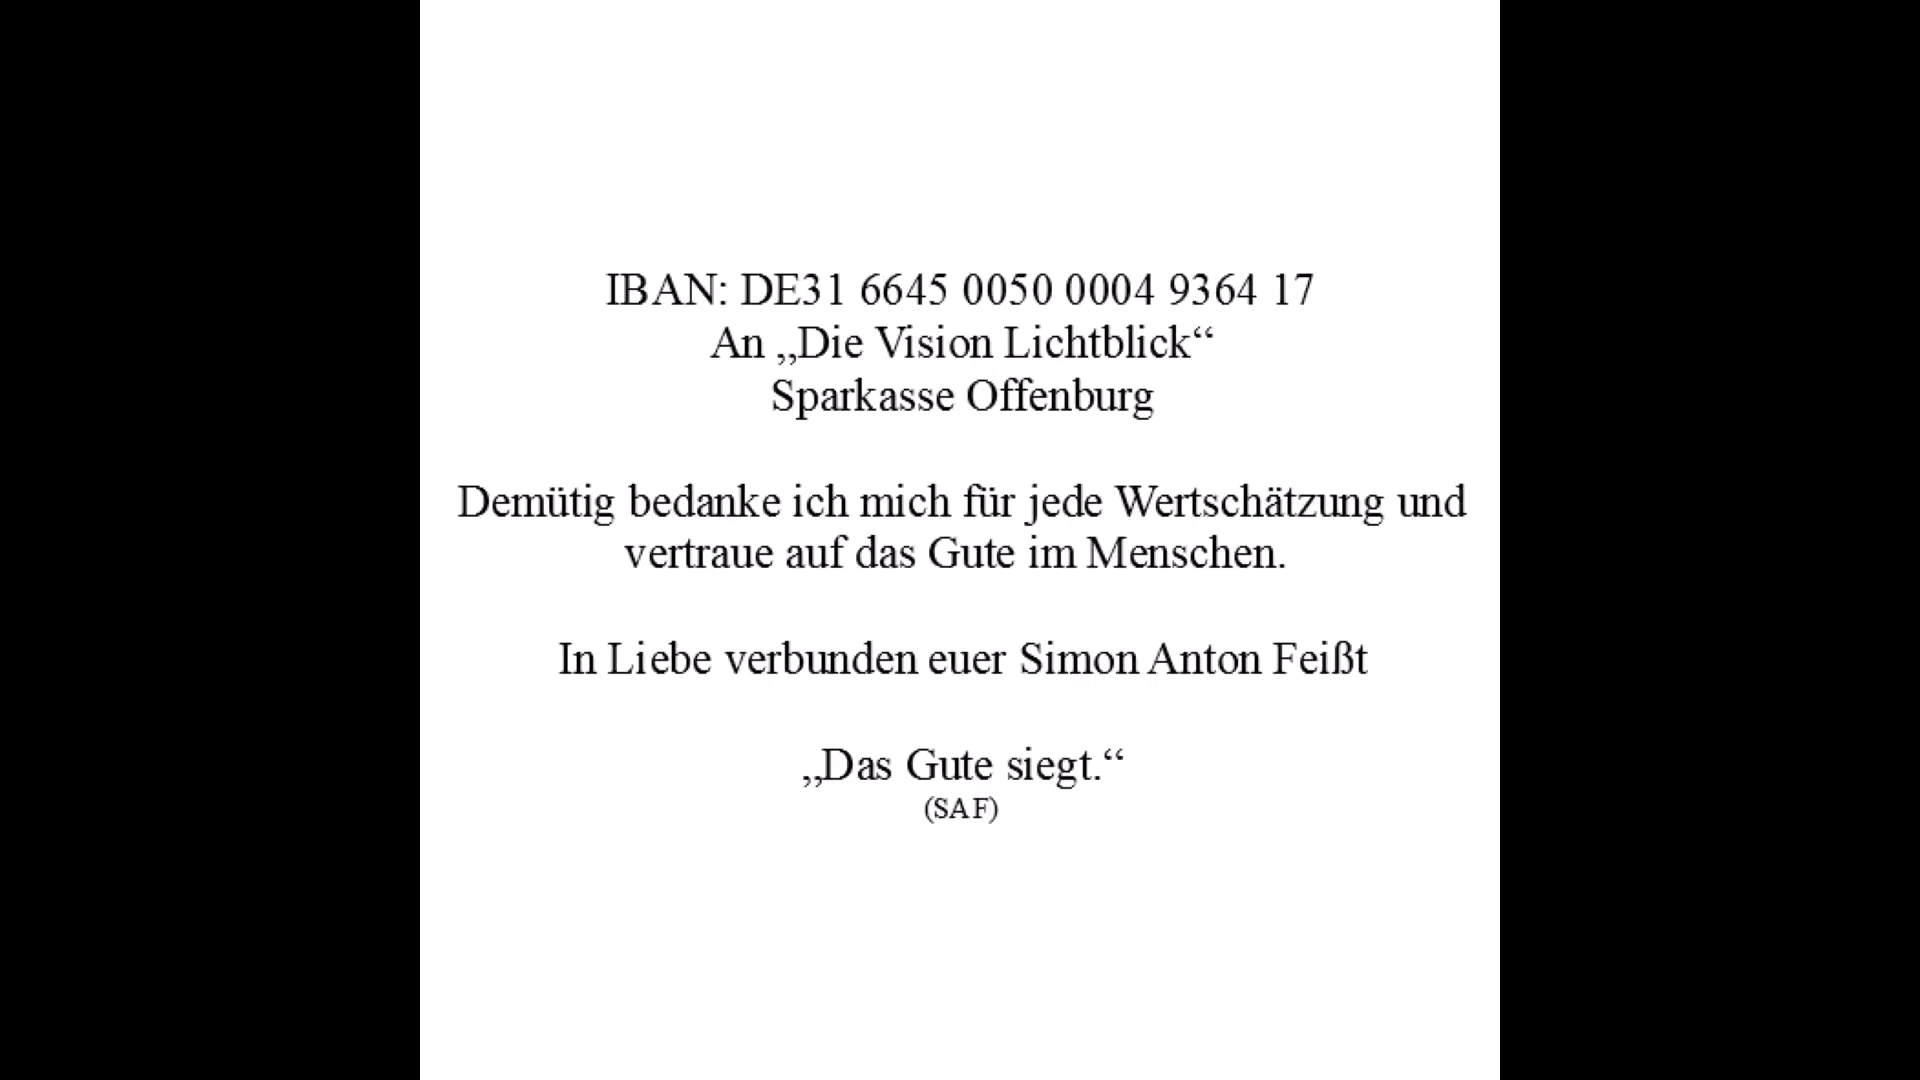 IBAN: DE31 6645 0050 0004 9364 17
An „Die Vision Lichtblick“
Sparkasse Offenburg
Demütig bedanke ich mich für jede Wertschätzung und
vertraue auf das Gute im Menschen.
In Liebe verbunden euer Simon Anton Feißt
„Das Gute siegt.“
(SAF)